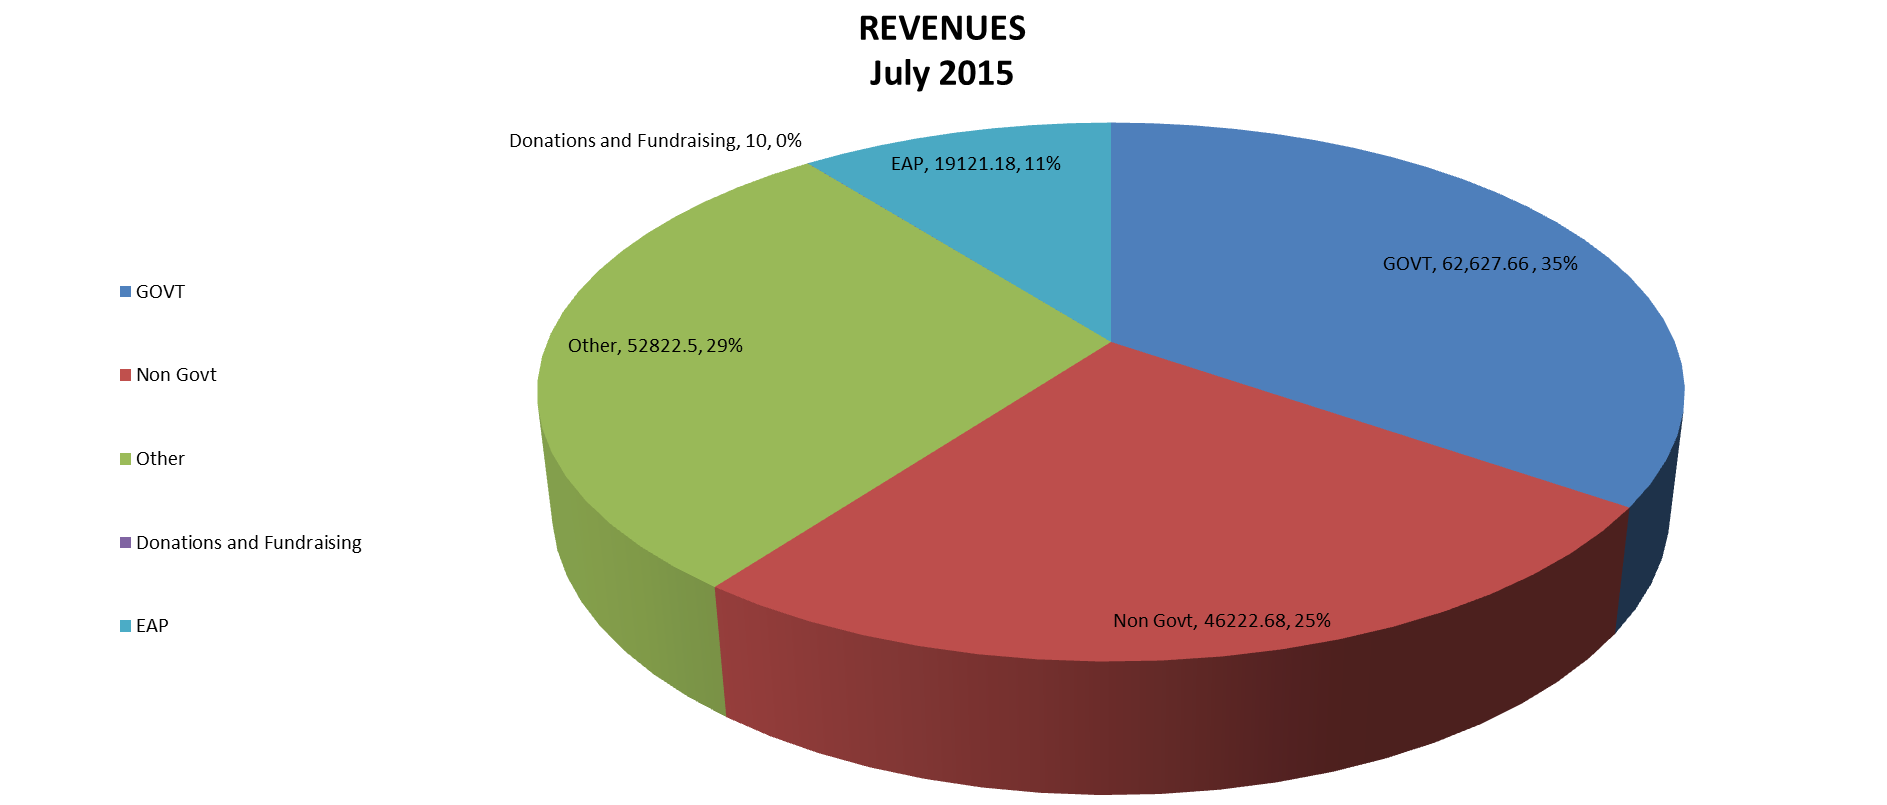 REVENUES
July 2015
Donations and Fundraising, 10, 0%
EAP, 19121.18, 11%
GOVT, 62,627.66 , 35%
Other, 52822.5, 29%
Non Govt, 46222.68, 25%
GOVT
Non Govt
Other
Donations and Fundraising
EAP